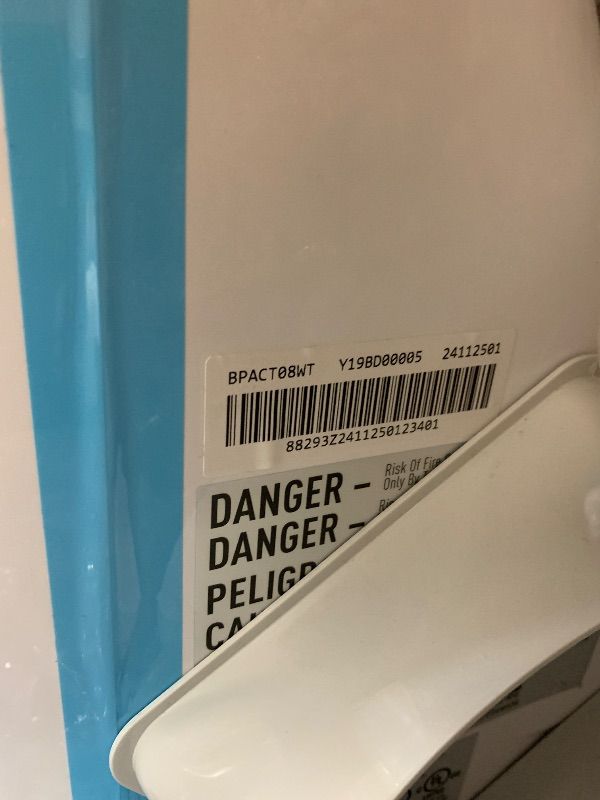 BPACT08WT Y19BD00005 24112501
88293Z2411250123401
DANGER – Risk Of Fire
Only By
DANGER –